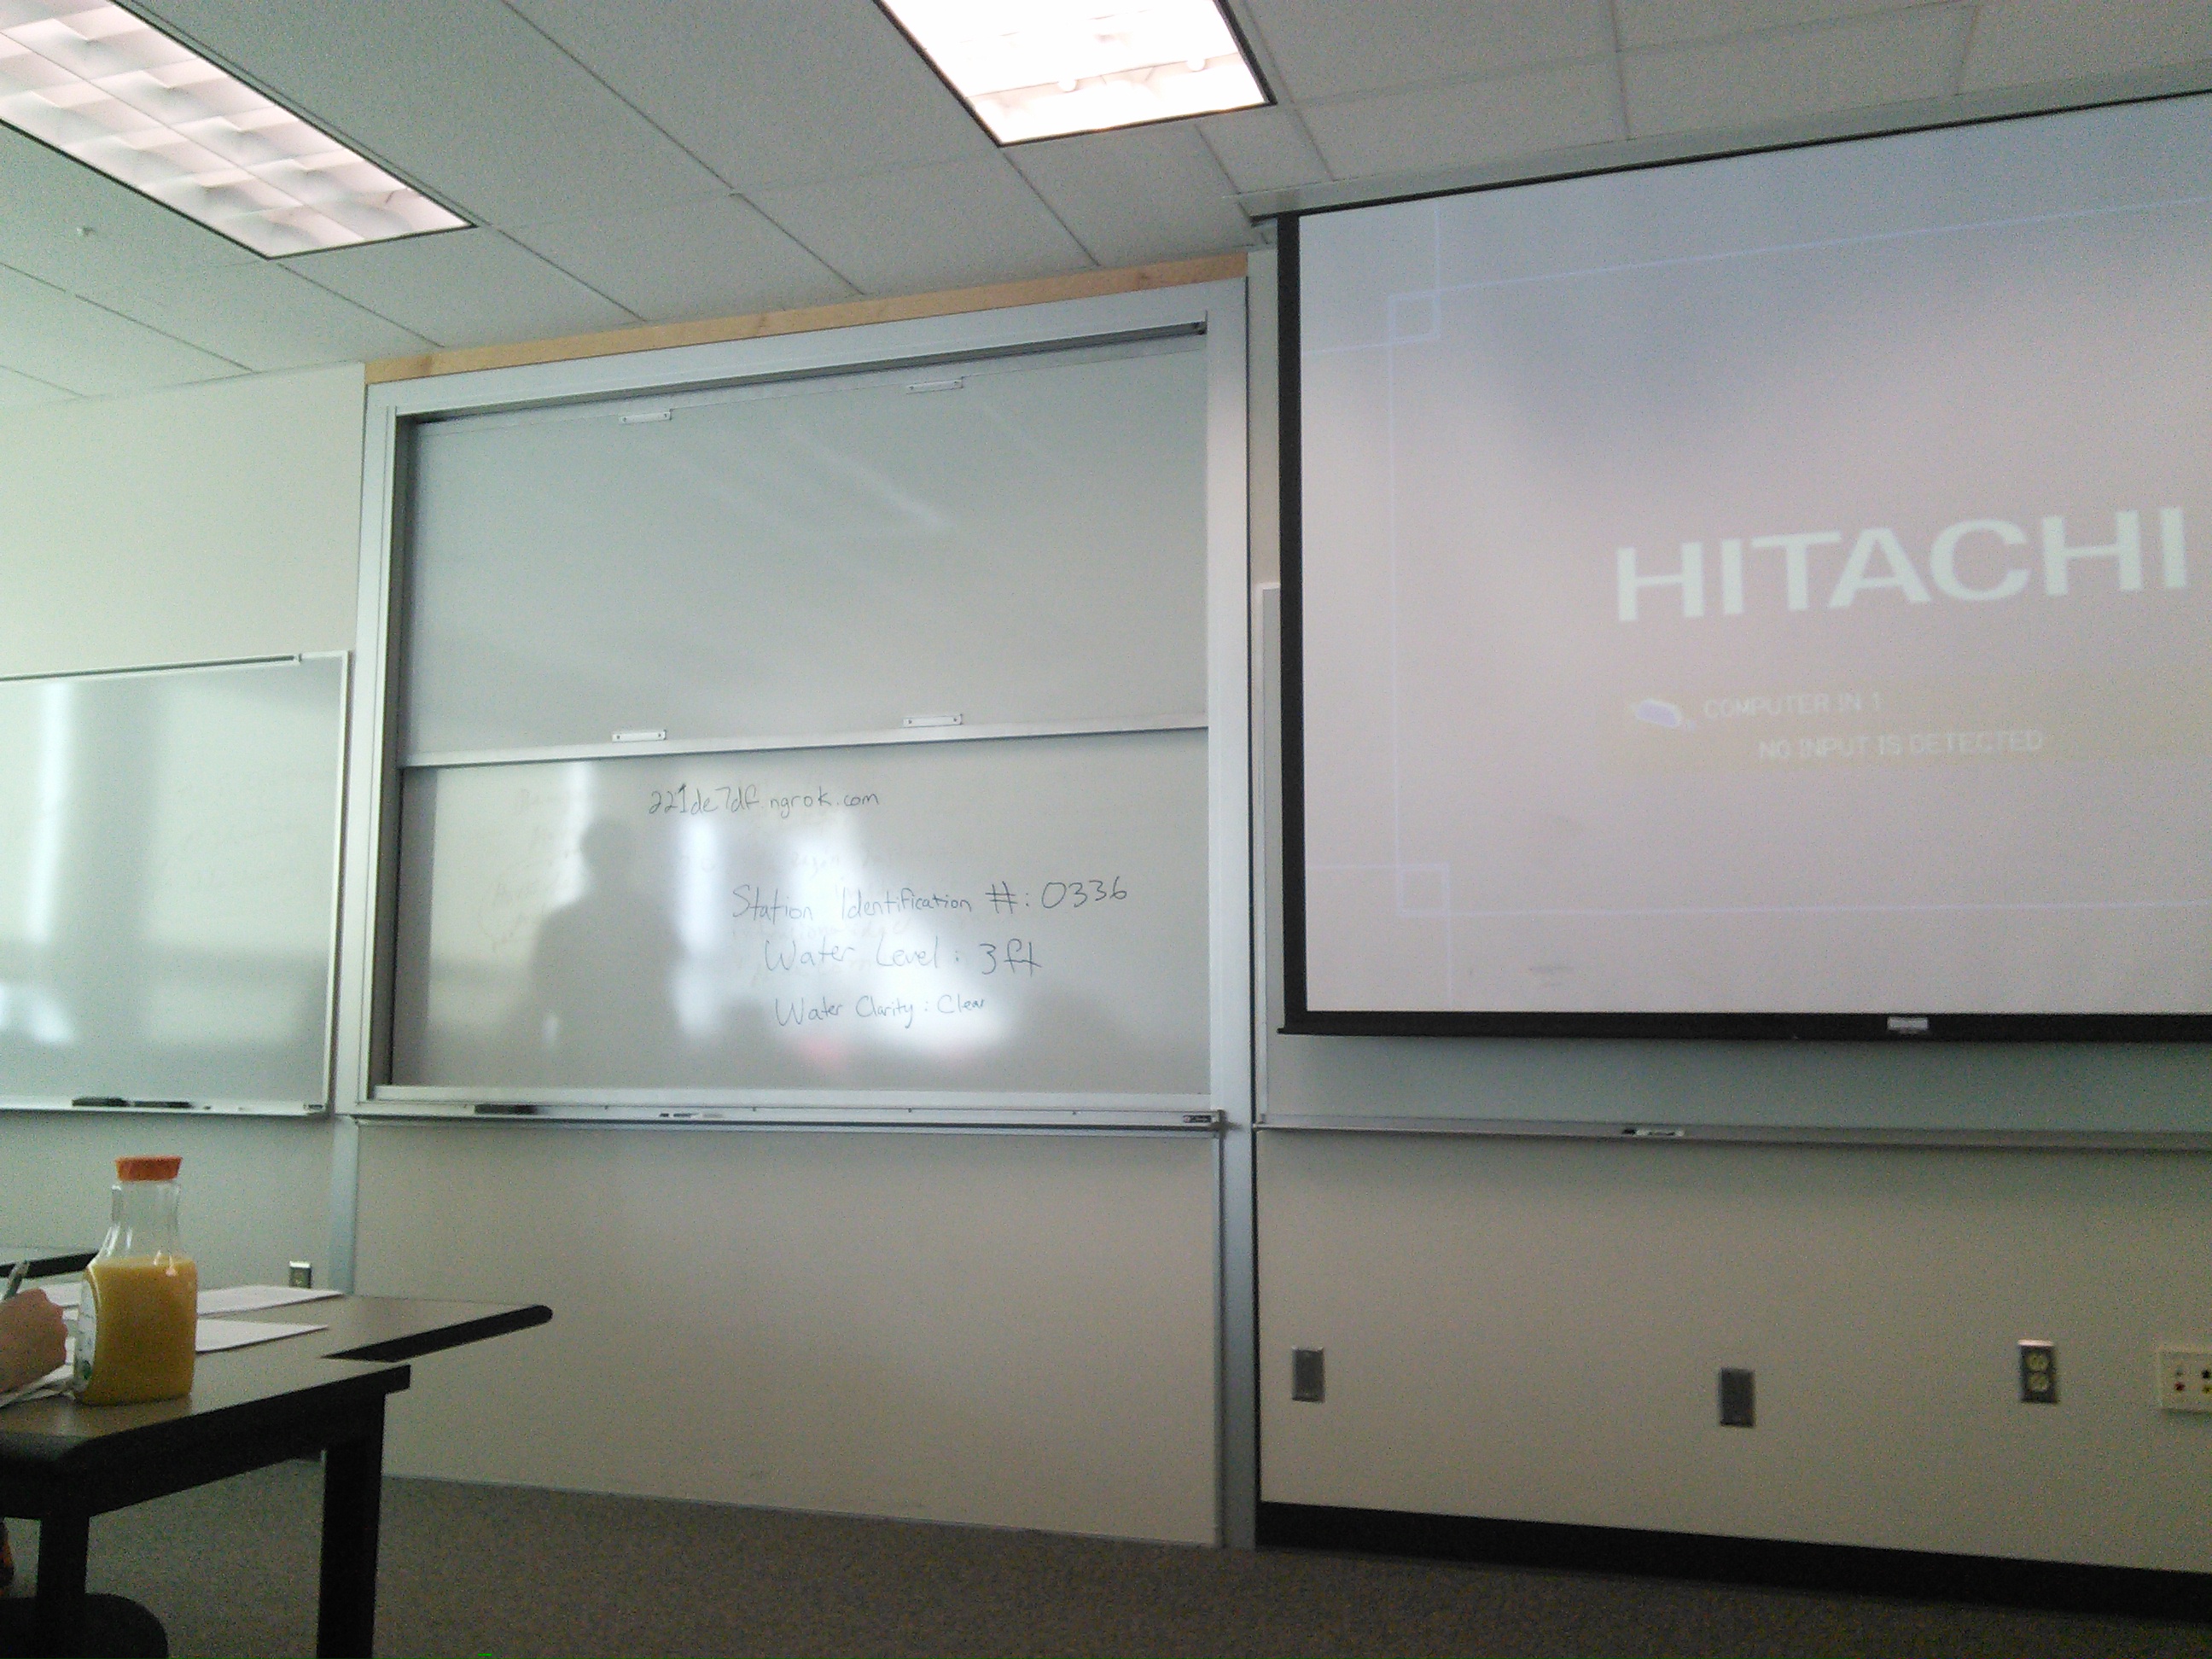 221de7df.ngrok.com
Station Identification #: 0336
Water Level: 3ft
Water Clarity: Clear
HITACHI
COMPUTER IN 1
NO INPUT IS DETECTED